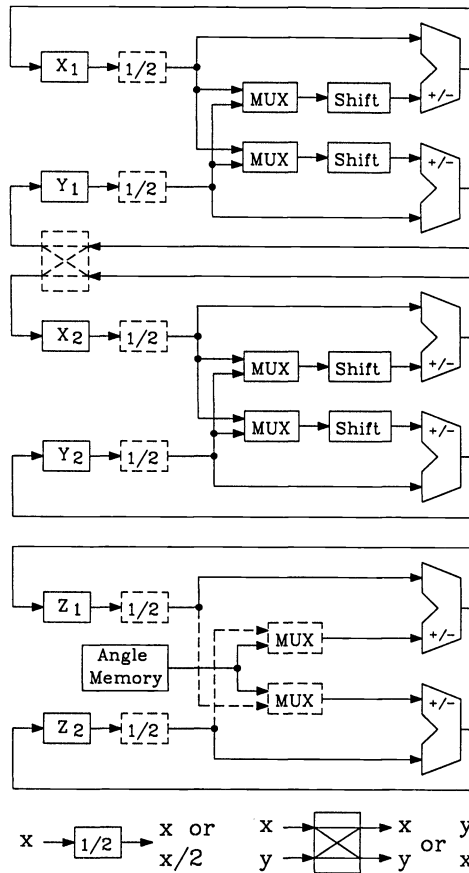 X1 1/2
MUX Shift +/-
MUX Shift +/-
Y1 1/2
X2 1/2
MUX Shift +/-
MUX Shift +/-
Y2 1/2
Z1 1/2
MUX +/-
Angle
Memory
MUX +/-
Z2 1/2
x 1/2 x or x/2
x x y
or
y y x